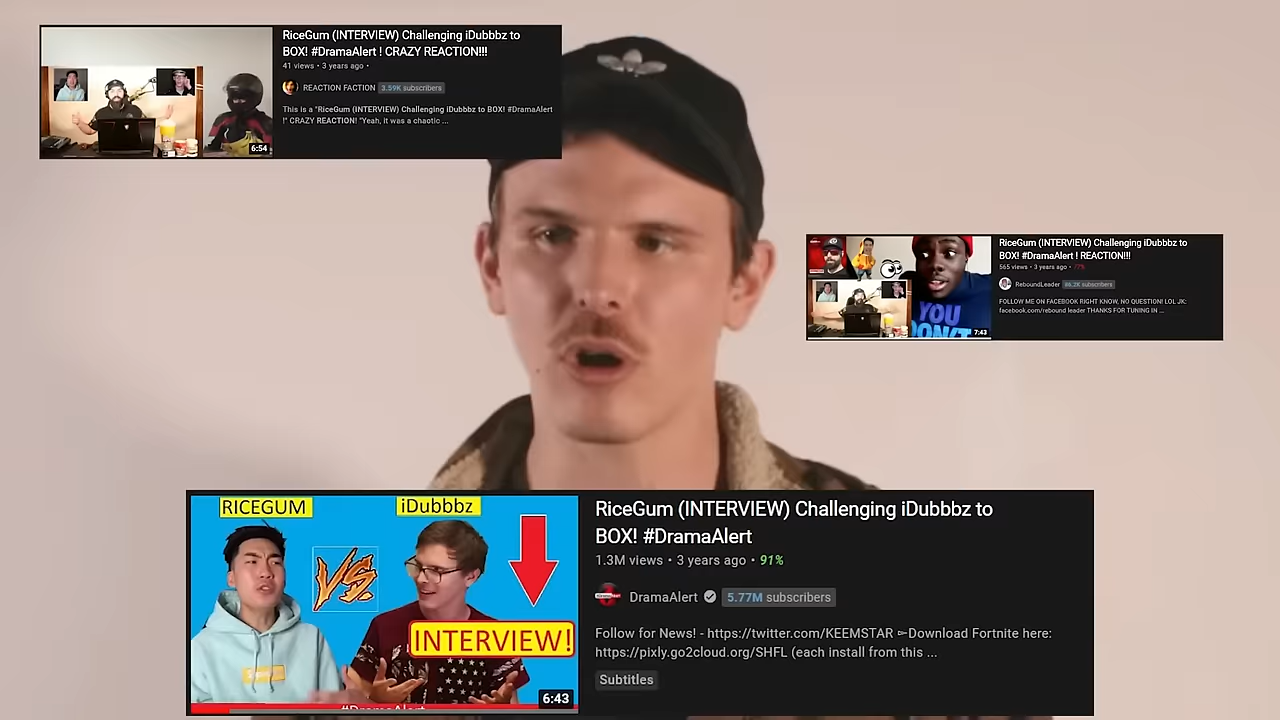 RiceGum (INTERVIEW) Challenging iDubbbz to
BOX! #DramaAlert ! CRAZY REACTION!!!
41 views • 3 years ago •
REACTION FACTION 3.59K subscribers
This is a "RiceGum (INTERVIEW) Challenging iDubbbz to BOX! #DramaAlert
!" CRAZY REACTION! "Yeah, it was a chaotic ...
6:54
RiceGum (INTERVIEW) Challenging iDubbbz to
BOX! #DramaAlert ! REACTION!!!
565 views • 3 years ago • 77%
ReboundLeader 86.2K subscribers
FOLLOW ME ON FACEBOOK RIGHT KNOW, NO QUESTION! LOL JK:
facebook.com/rebound leader THANKS FOR TUNING IN ...
YOU
DON'T
7:43
RICEGUM
iDubbbz
VS
INTERVIEW!
6:43
#DramaAlert
RiceGum (INTERVIEW) Challenging iDubbbz to
BOX! #DramaAlert
1.3M views • 3 years ago • 91%
DramaAlert 5.77M subscribers
Follow for News! - https://twitter.com/KEEMSTAR ►Download Fortnite here:
https://pixly.go2cloud.org/SHFL (each install from this ...
Subtitles